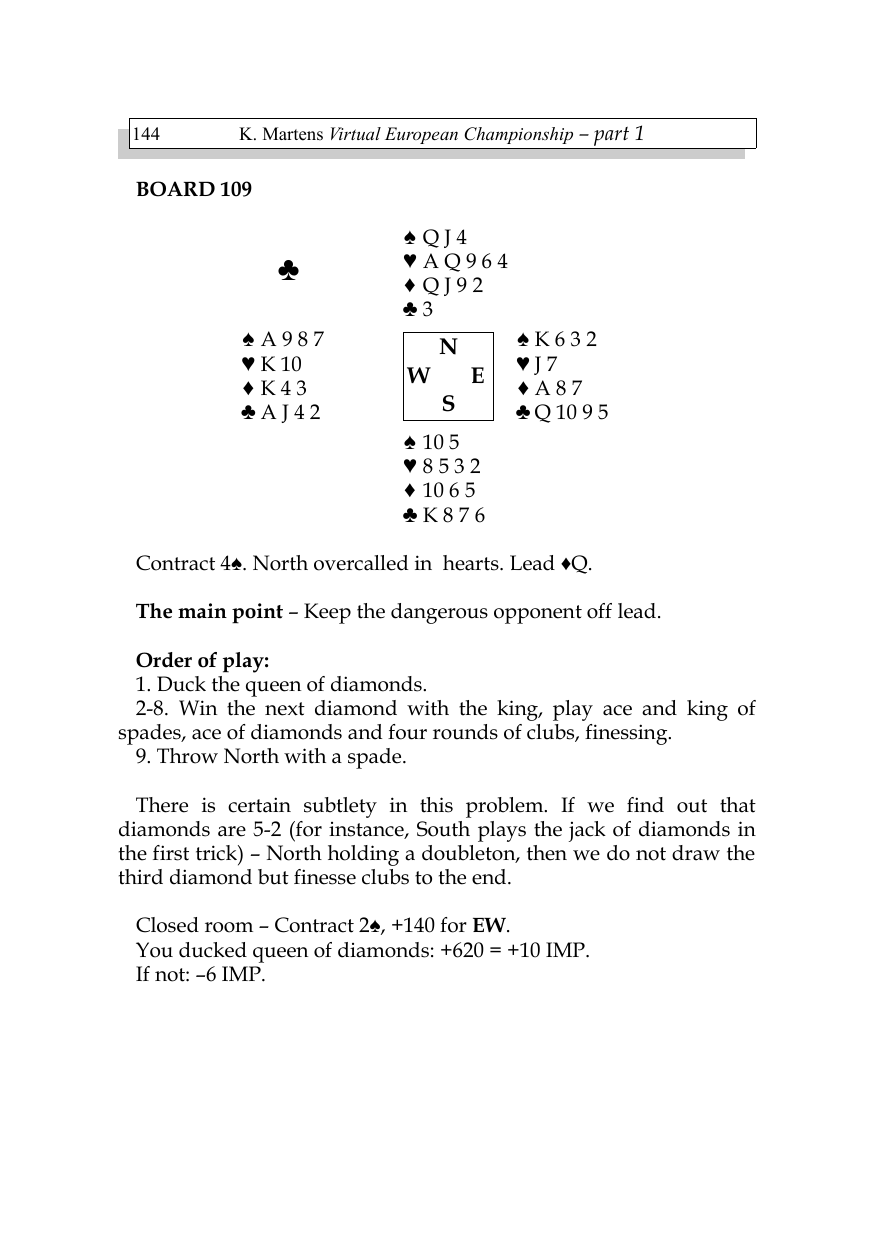 144 K. Martens Virtual European Championship – part 1
BOARD 109
♠ Q J 4
♣ ♥ A Q 9 6 4
♦ Q J 9 2
♣ 3
♠ A 9 8 7 N ♠ K 6 3 2
♥ K 10 W E ♥ J 7
♦ K 4 3 ♦ A 8 7
♣ A J 4 2 S ♣ Q 10 9 5
♠ 10 5
♥ 8 5 3 2
♦ 10 6 5
♣ K 8 7 6
Contract 4♠. North overcalled in hearts. Lead ♦Q.
The main point – Keep the dangerous opponent off lead.
Order of play:
1. Duck the queen of diamonds.
2-8. Win the next diamond with the king, play ace and king of
spades, ace of diamonds and four rounds of clubs, finessing.
9. Throw North with a spade.
There is certain subtlety in this problem. If we find out that
diamonds are 5-2 (for instance, South plays the jack of diamonds in
the first trick) – North holding a doubleton, then we do not draw the
third diamond but finesse clubs to the end.
Closed room – Contract 2♠, +140 for EW.
You ducked queen of diamonds: +620 = +10 IMP.
If not: –6 IMP.